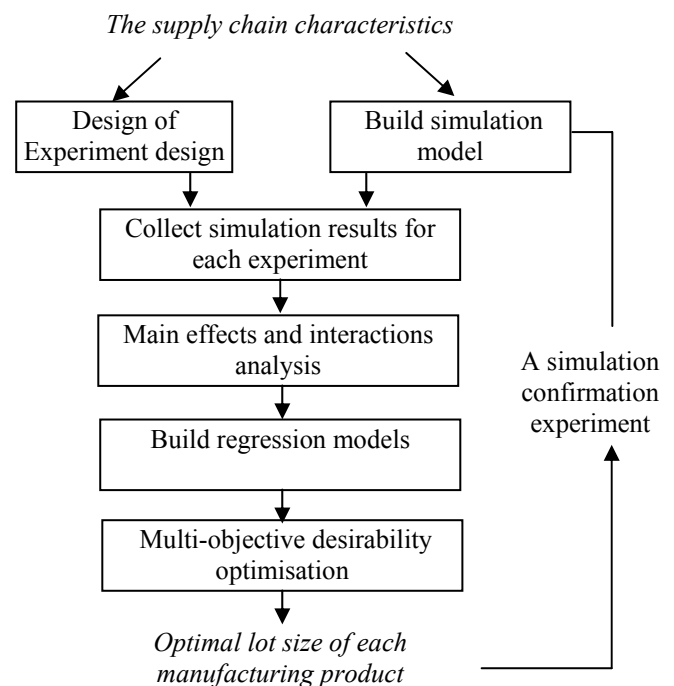 The supply chain characteristics
Design of
Experiment design
Build simulation
model
Collect simulation results for
each experiment
Main effects and interactions
analysis
A simulation
confirmation
experiment
Build regression models
Multi-objective desirability
optimisation
Optimal lot size of each
manufacturing product